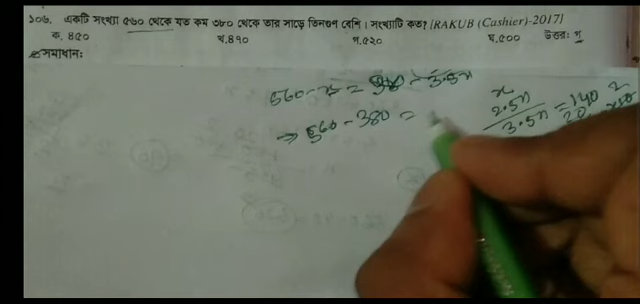 ১০৬. একটি সংখ্যা ৫৬০ থেকে যত কম ৩৮০ থেকে তার সাড়ে তিনগুণ বেশি। সংখ্যাটি কত? [RAKUB (Cashier)-2017]
ক. ৪৫০ খ.৪৭০ গ.৫২০ ঘ.৫০০ উত্তর: গ
সমাধান:
560-x = 380 - 3.5x
→ 560 - 380 =
x
2.5x
3.5x = 140